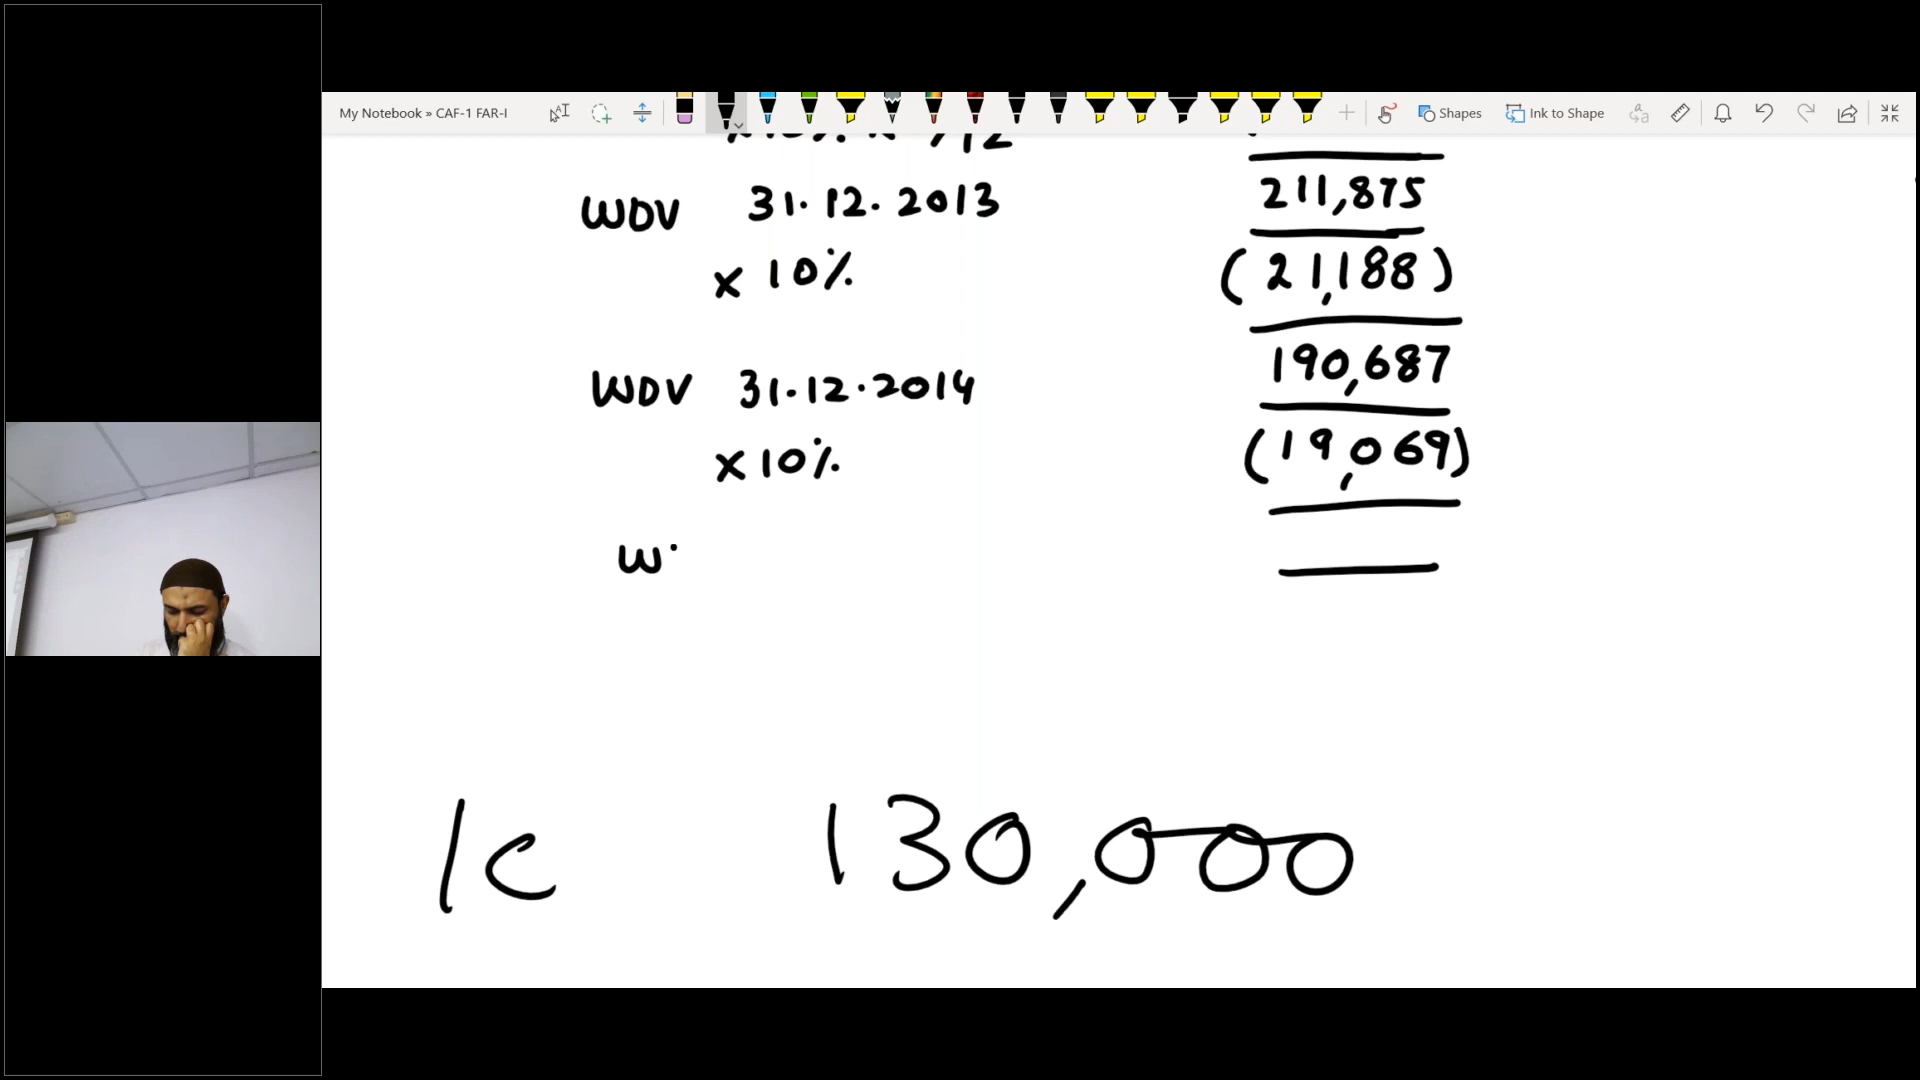 My Notebook » CAF-1 FAR-I
Shapes
Ink to Shape
WDV 31.12.2013 211,875
x 10% (21,188)
WDV 31.12.2014 190,687
x 10% (19,069)
W
1c 130,000